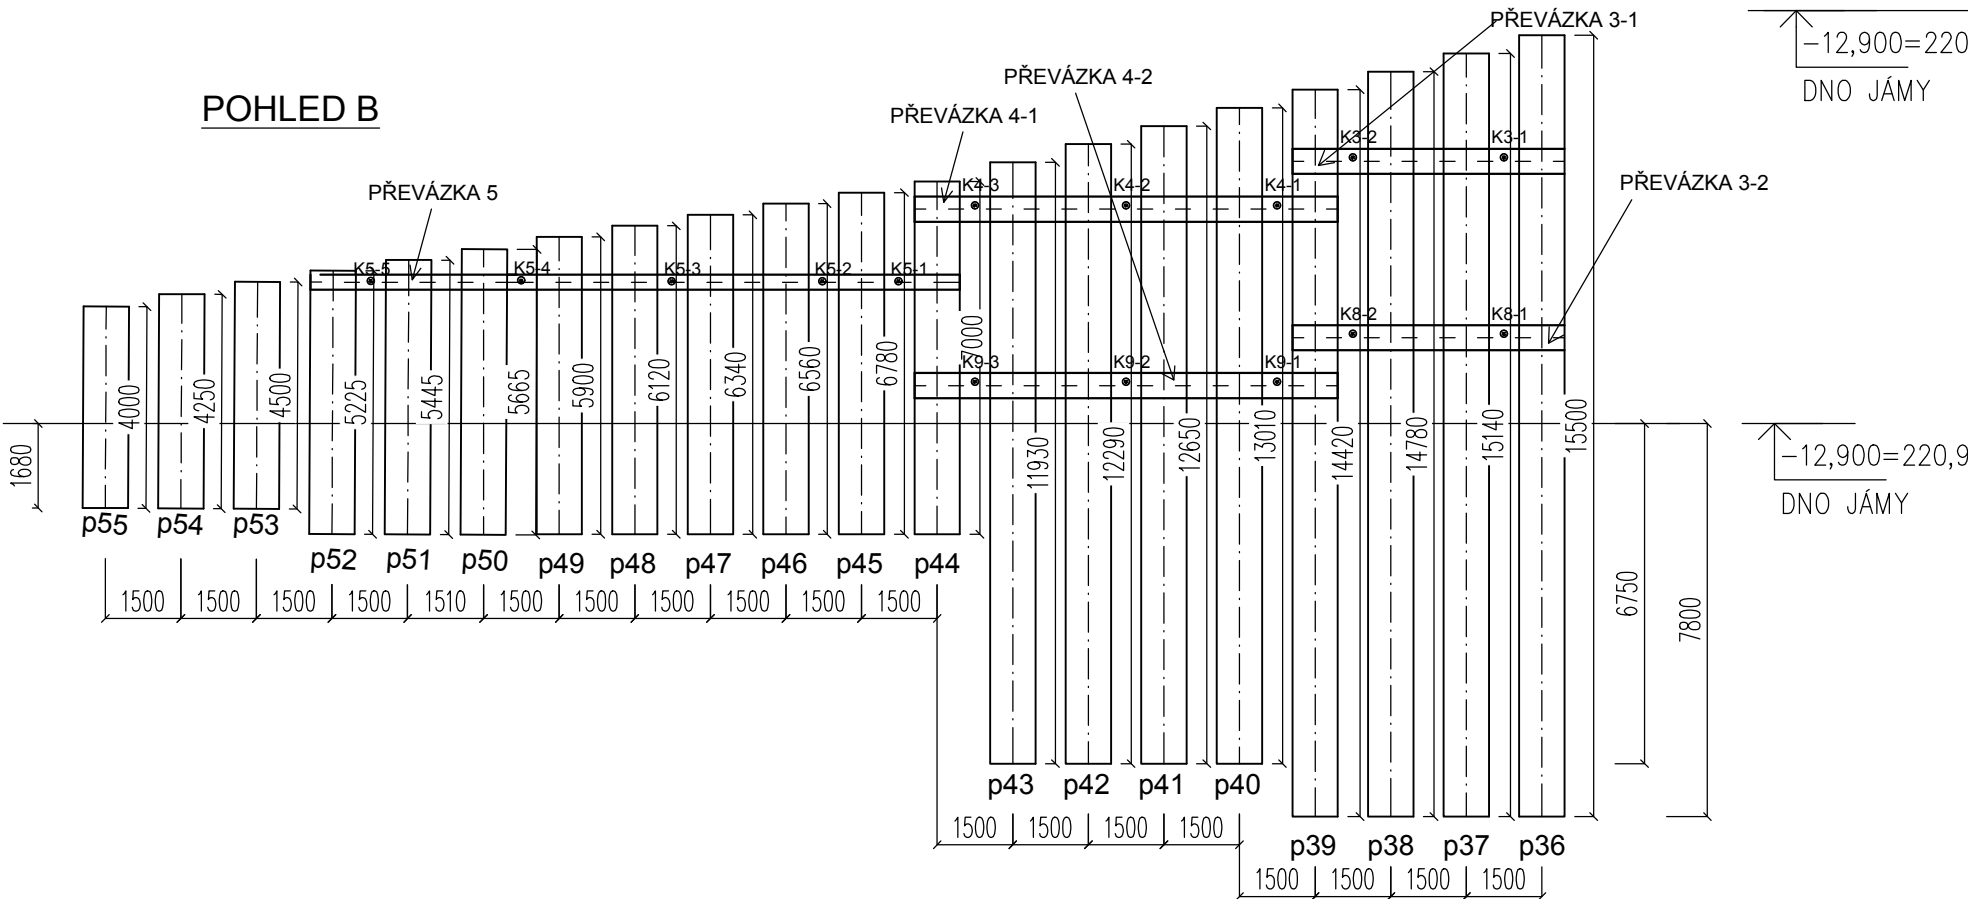 POHLED B
PŘEVÁZKA 5
PŘEVÁZKA 4-1
PŘEVÁZKA 4-2
PŘEVÁZKA 3-1
PŘEVÁZKA 3-2
-12,900=220
DNO JÁMY
K3-2
K3-1
K4-3
K4-2
K4-1
K5-5
K5-4
K5-3
K5-2
K5-1
K8-2
K8-1
K9-3
K9-2
K9-1
1680
4000
4250
4500
5225
5445
5665
5900
6120
6340
6560
6780
7000
11930
12290
12650
13010
14420
14780
15140
15500
-12,900=220,9
DNO JÁMY
6750
7800
p55
p54
p53
p52
p51
p50
p49
p48
p47
p46
p45
p44
1500
1500
1500
1500
1510
1500
1500
1500
1500
1500
1500
p43
p42
p41
p40
1500
1500
1500
1500
p39
p38
p37
p36
1500
1500
1500
1500